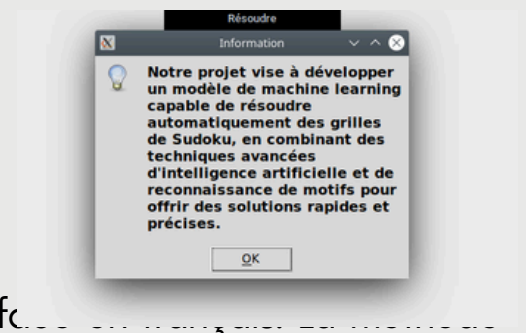 Résoudre
Information
Notre projet vise à développer
un modèle de machine learning
capable de résoudre
automatiquement des grilles
de Sudoku, en combinant des
techniques avancées
d'intelligence artificielle et de
reconnaissance de motifs pour
offrir des solutions rapides et
précises.
OK